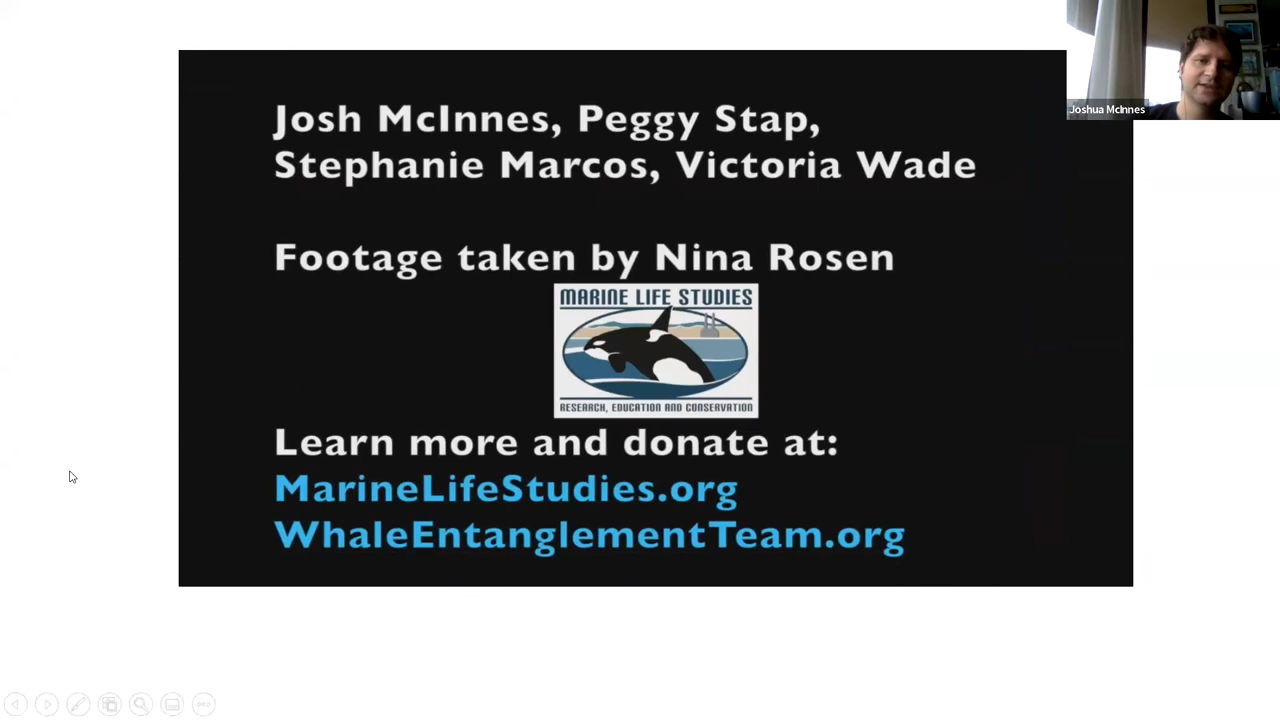 Josh McInnes, Peggy Stap,
Stephanie Marcos, Victoria Wade
Footage taken by Nina Rosen
MARINE LIFE STUDIES
RESEARCH, EDUCATION AND CONSERVATION
Learn more and donate at:
MarineLifeStudies.org
WhaleEntanglementTeam.org
Joshua McInnes